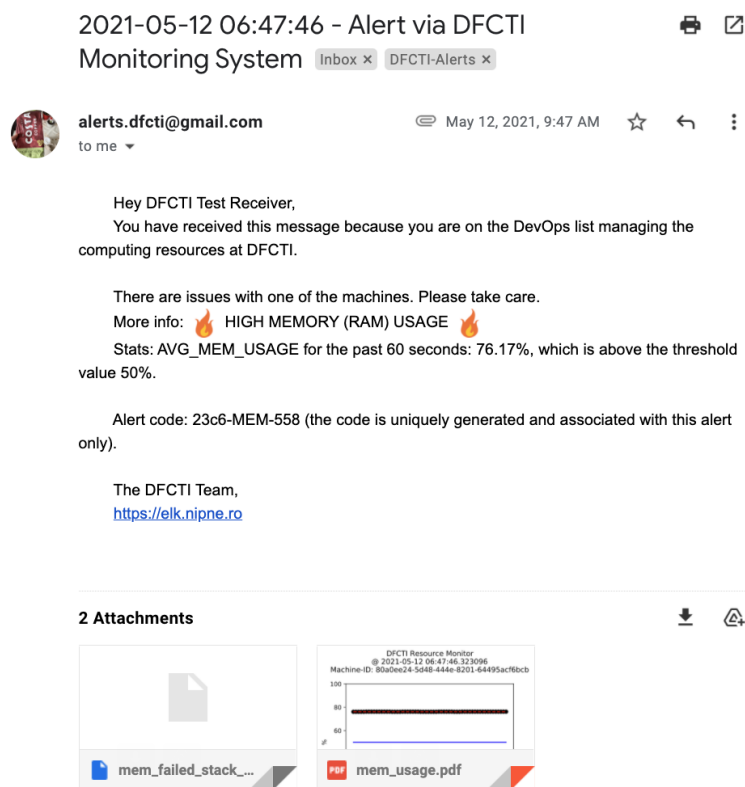 2021-05-12 06:47:46 - Alert via DFCTI
Monitoring System Inbox × DFCTI-Alerts ×
alerts.dfcti@gmail.com May 12, 2021, 9:47 AM
to me
Hey DFCTI Test Receiver,
You have received this message because you are on the DevOps list managing the
computing resources at DFCTI.
There are issues with one of the machines. Please take care.
More info: 🔥 HIGH MEMORY (RAM) USAGE 🔥
Stats: AVG_MEM_USAGE for the past 60 seconds: 76.17%, which is above the threshold
value 50%.
Alert code: 23c6-MEM-558 (the code is uniquely generated and associated with this alert
only).
The DFCTI Team,
https://elk.nipne.ro
2 Attachments
DFCTI Resource Monitor
@ 2021-05-12 06:47:46.323096
Machine-ID: 80a0ee24-5d48-444e-8201-64495acf6bcb
100
80
60
%
mem_failed_stack_...
PDF mem_usage.pdf